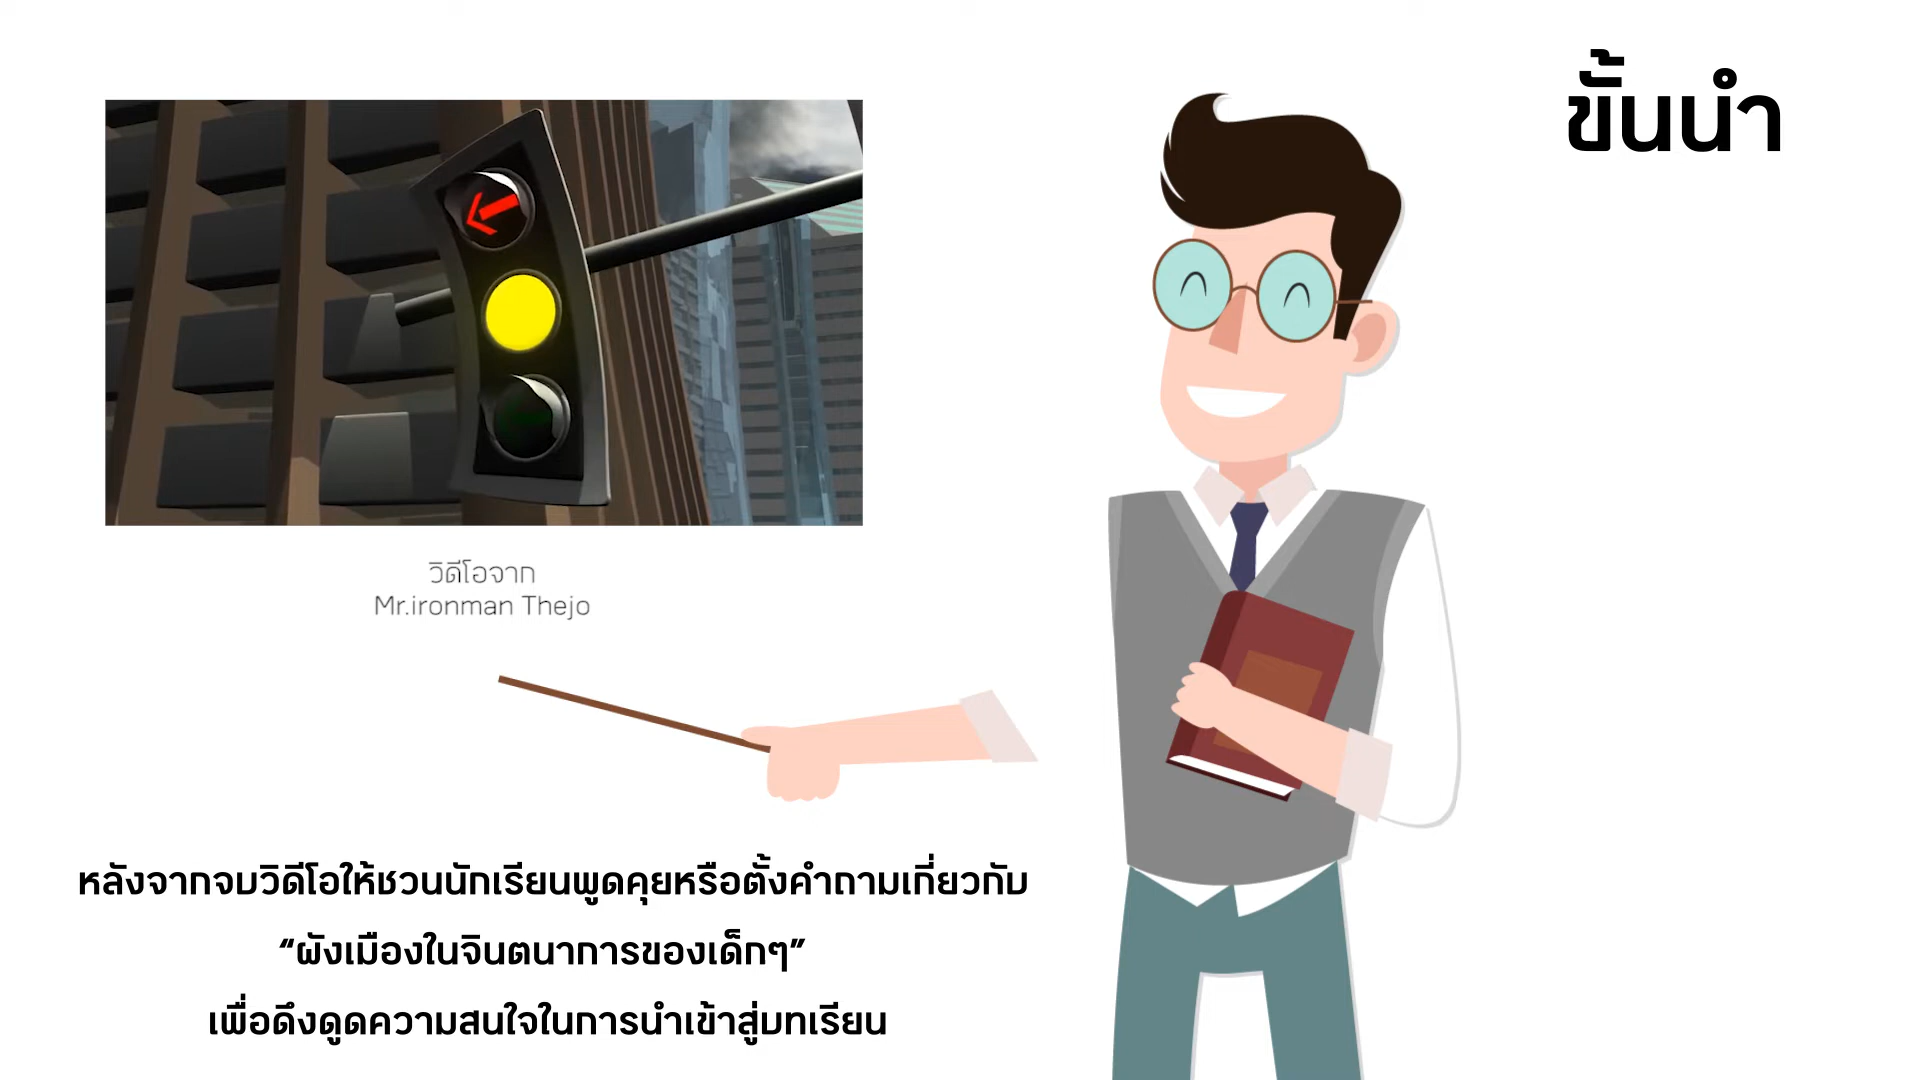 ขั้นนำ
วิดีโอจาก
Mr.ironman Thejo
หลังจากจบวิดีโอให้ชวนนักเรียนพูดคุยหรือตั้งคำถามเกี่ยวกับ
“ผังเมืองในจินตนาการของเด็กๆ”
เพื่อดึงดูดความสนใจในการนำเข้าสู่บทเรียน